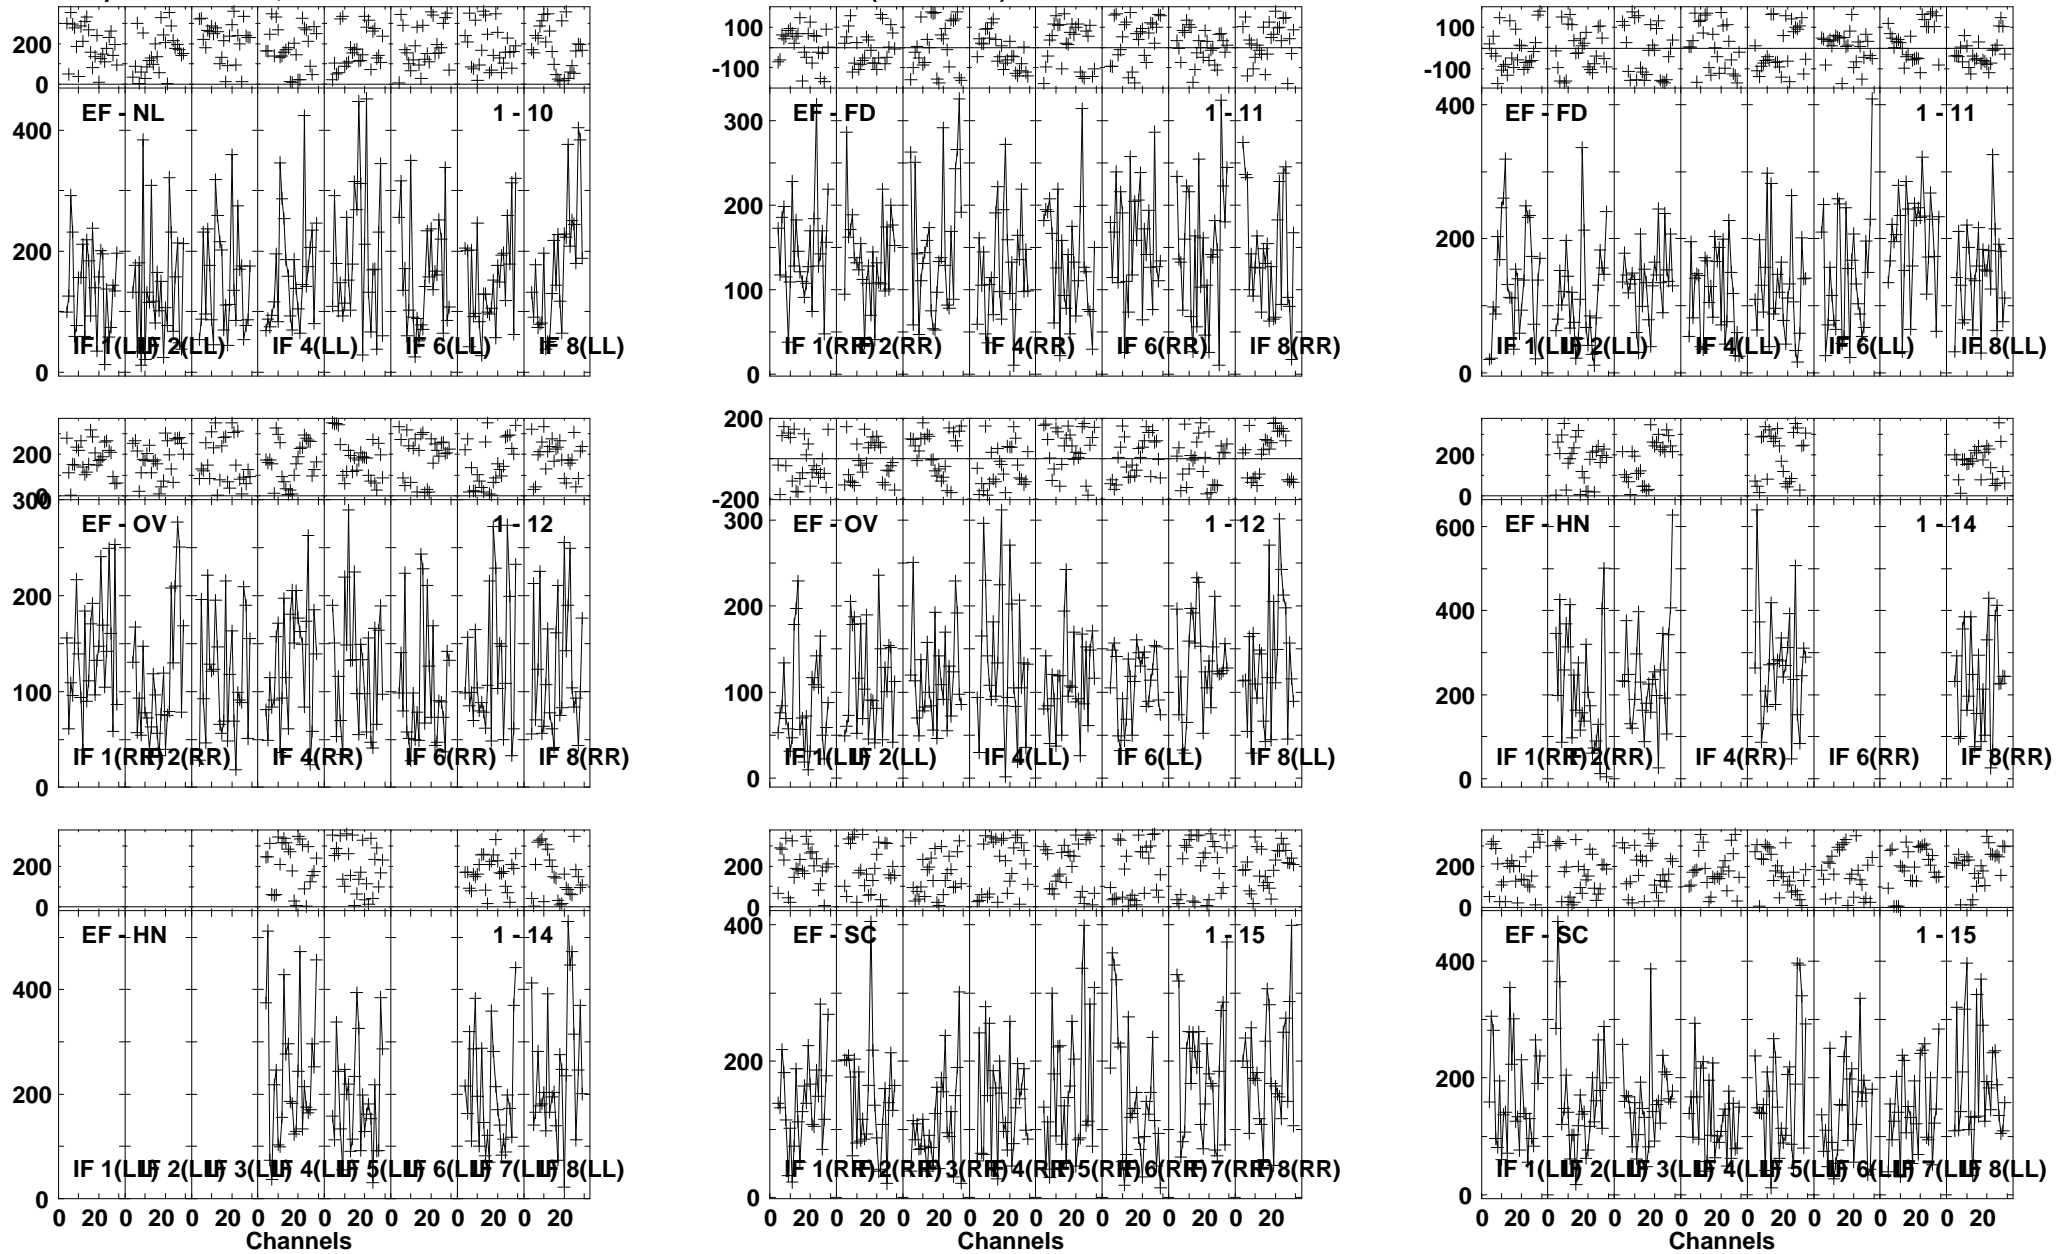 200
0
100
-100
100
-100
EF - NL 1 - 10
400
200
0
IF 1(LL) IF 2(LL) IF 4(LL) IF 6(LL) IF 8(LL)
EF - FD 1 - 11
300
200
100
0
IF 1(RR) IF 2(RR) IF 4(RR) IF 6(RR) IF 8(RR)
EF - FD 1 - 11
400
200
0
IF 1(LL) IF 2(LL) IF 4(LL) IF 6(LL) IF 8(LL)
200
0
200
-200
200
0
EF - OV 1 - 12
300
200
100
0
IF 1(RR) IF 2(RR) IF 4(RR) IF 6(RR) IF 8(RR)
EF - OV 1 - 12
300
200
100
0
IF 1(LL) IF 2(LL) IF 4(LL) IF 6(LL) IF 8(LL)
EF - HN 1 - 14
600
400
200
0
IF 1(RR) IF 2(RR) IF 4(RR) IF 6(RR) IF 8(RR)
200
0
200
0
200
0
EF - HN 1 - 14
400
200
0
IF 1(LL) IF 2(LL) IF 3(LL) IF 4(LL) IF 5(LL) IF 6(LL) IF 7(LL) IF 8(LL)
0 20 0 20 0 20 0 20 0 20 0 20 0 20 0 20
Channels
EF - SC 1 - 15
400
200
0
IF 1(RR) IF 2(RR) IF 3(RR) IF 4(RR) IF 5(RR) IF 6(RR) IF 7(RR) IF 8(RR)
0 20 0 20 0 20 0 20 0 20 0 20 0 20 0 20
Channels
EF - SC 1 - 15
400
200
0
IF 1(LL) IF 2(LL) IF 3(LL) IF 4(LL) IF 5(LL) IF 6(LL) IF 7(LL) IF 8(LL)
0 20 0 20 0 20 0 20 0 20 0 20 0 20 0 20
Channels